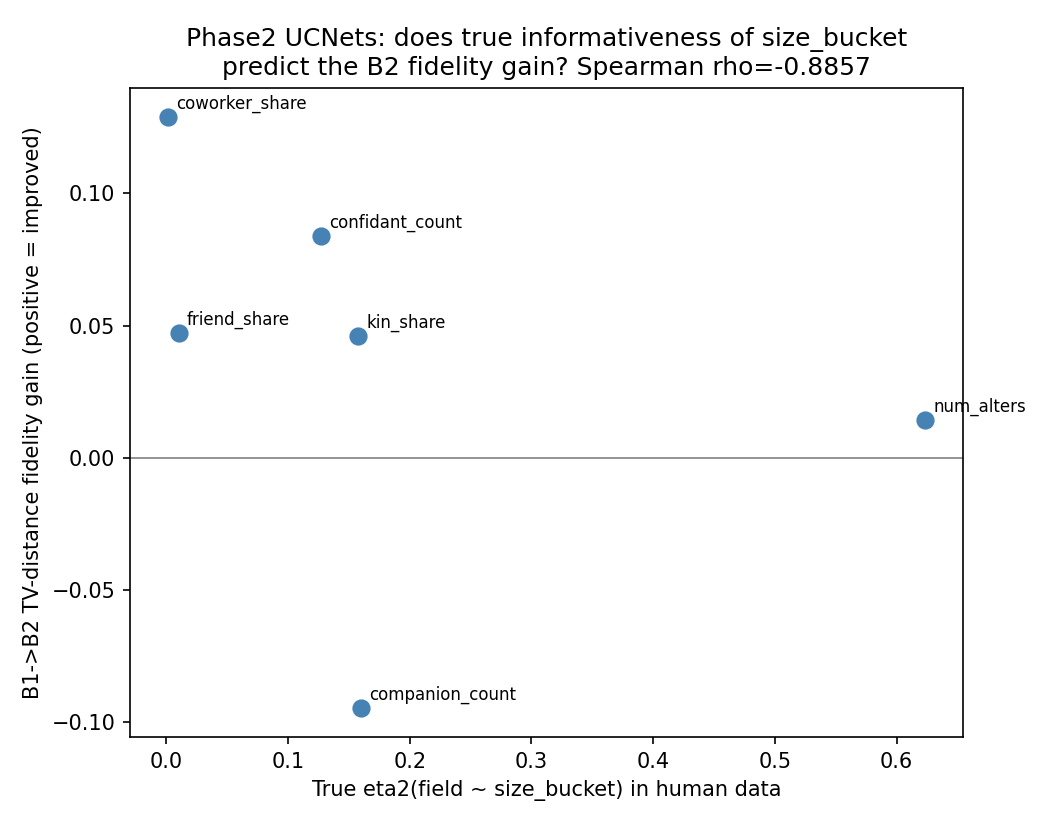 Phase2 UCNets: does true informativeness of size_bucket
predict the B2 fidelity gain? Spearman rho=-0.8857
B1->B2 TV-distance fidelity gain (positive = improved)
0.10
0.05
0.00
−0.05
−0.10
coworker_share
confidant_count
friend_share
kin_share
num_alters
companion_count
0.0
0.1
0.2
0.3
0.4
0.5
0.6
True eta2(field ~ size_bucket) in human data